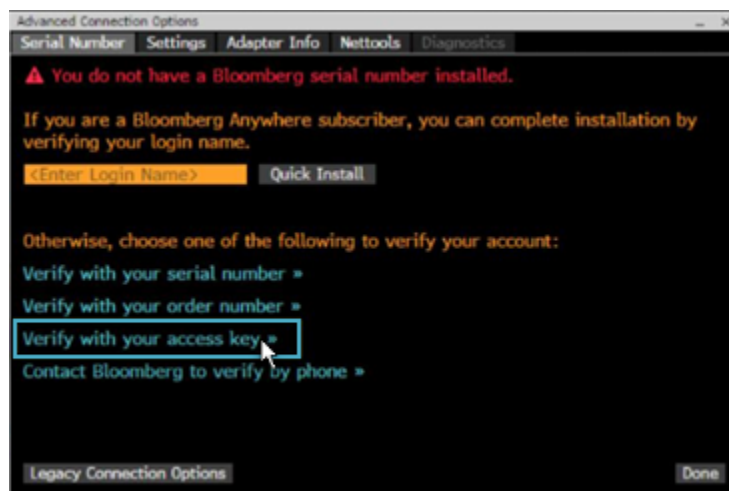 Advanced Connection Options
Serial Number Settings Adapter Info Nettools Diagnostics
You do not have a Bloomberg serial number installed.
If you are a Bloomberg Anywhere subscriber, you can complete installation by
verifying your login name.
<Enter Login Name> Quick Install
Otherwise, choose one of the following to verify your account:
Verify with your serial number »
Verify with your order number »
Verify with your access key »
Contact Bloomberg to verify by phone »
Legacy Connection Options Done